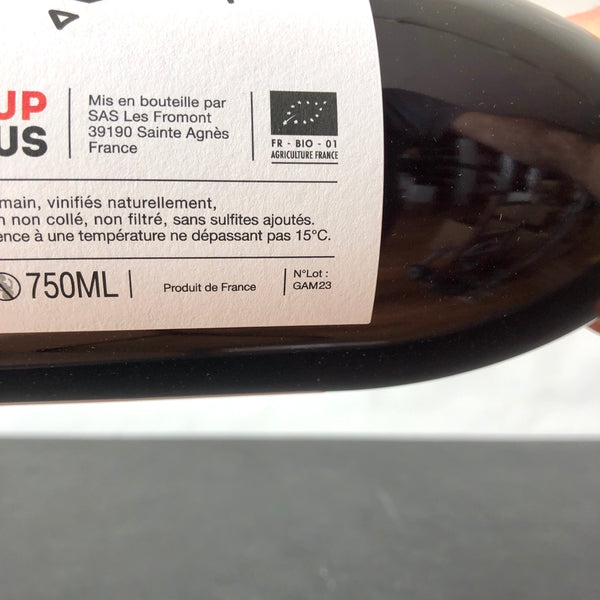 UP
US
Mis en bouteille par
SAS Les Fromont
39190 Sainte Agnès
France
FR - BIO - 01
AGRICULTURE FRANCE
main, vinifiés naturellement,
n non collé, non filtré, sans sulfites ajoutés.
ence à une température ne dépassant pas 15°C.
750ML
Produit de France
N°Lot :
GAM23